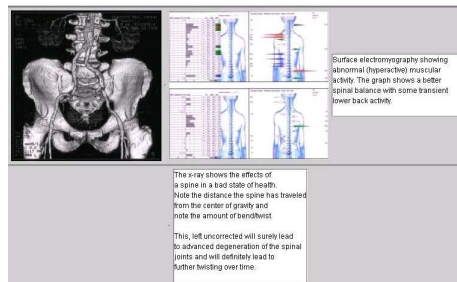 Surface electromyography showing
abnormal (hyperactive) muscular
activity. The graph shows a better
spinal balance with some transient
lower back activity.
The x-ray shows the effects of
a spine in a bad state of health.
Note the distance the spine has traveled
from the center of gravity and
note the amount of bend/twist
This, left uncorrected will surely lead
to advanced degeneration of the spinal
joints and will definitely lead to
further twisting over time.